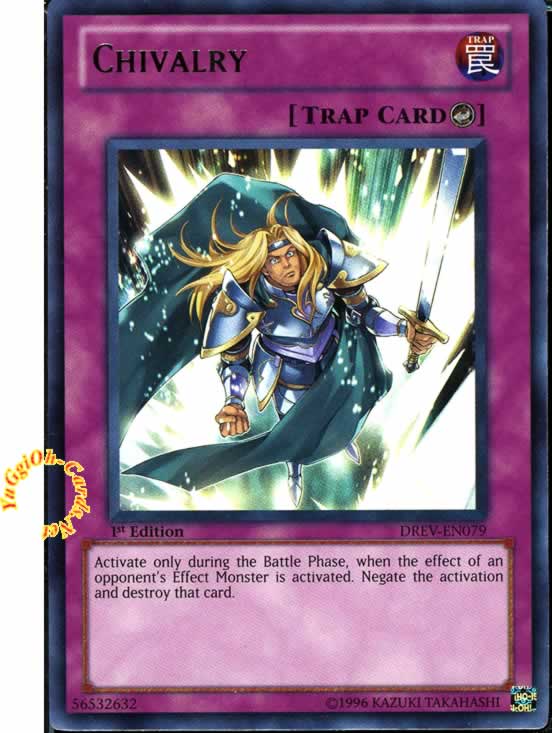 CHIVALRY
TRAP
罠
[TRAP CARD]
YuGgiOh-Cards.Net
1st Edition
DREV-EN079
Activate only during the Battle Phase, when the effect of an
opponent's Effect Monster is activated. Negate the activation
and destroy that card.
56532632
©1996 KAZUKI TAKAHASHI